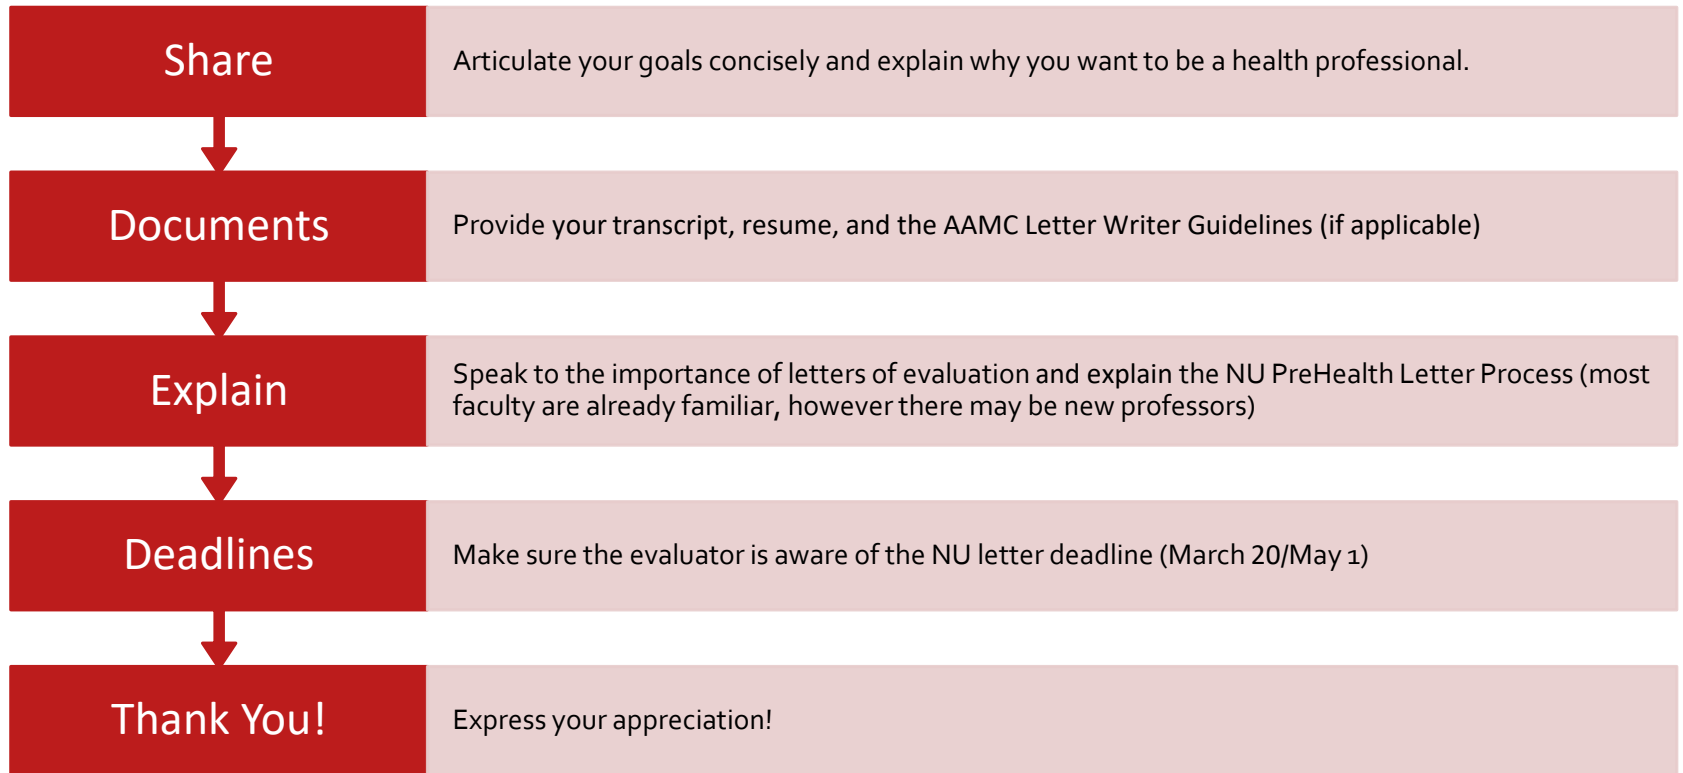 Share
Articulate your goals concisely and explain why you want to be a health professional.
Documents
Provide your transcript, resume, and the AAMC Letter Writer Guidelines (if applicable)
Explain
Speak to the importance of letters of evaluation and explain the NU PreHealth Letter Process (most
faculty are already familiar, however there may be new professors)
Deadlines
Make sure the evaluator is aware of the NU letter deadline (March 20/May 1)
Thank You!
Express your appreciation!